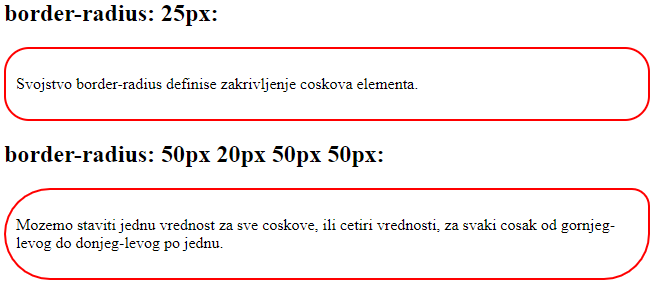 border-radius: 25px:
Svojstvo border-radius definise zakrivljenje coskova elementa.
border-radius: 50px 20px 50px 50px:
Mozemo staviti jednu vrednost za sve coskove, ili cetiri vrednosti, za svaki cosak od gornjeg-
levog do donjeg-levog po jednu.